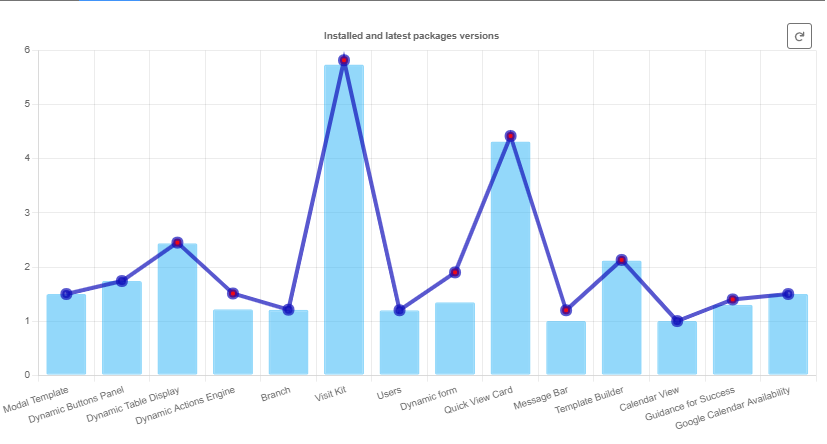 Installed and latest packages versions
6
5
4
3
2
1
0
Modal Template
Dynamic Buttons Panel
Dynamic Table Display
Dynamic Actions Engine
Branch
Visit Kit
Users
Dynamic form
Quick View Card
Message Bar
Template Builder
Calendar View
Guidance for Success
Google Calendar Availability